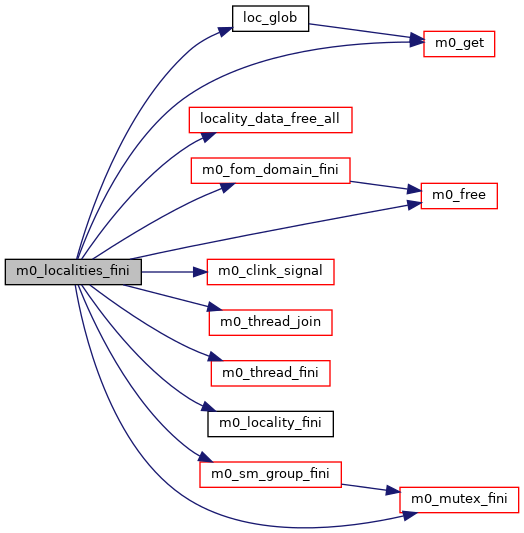 loc_glob
m0_get
locality_data_free_all
m0_fom_domain_fini
m0_free
m0_localities_fini
m0_clink_signal
m0_thread_join
m0_thread_fini
m0_locality_fini
m0_sm_group_fini
m0_mutex_fini